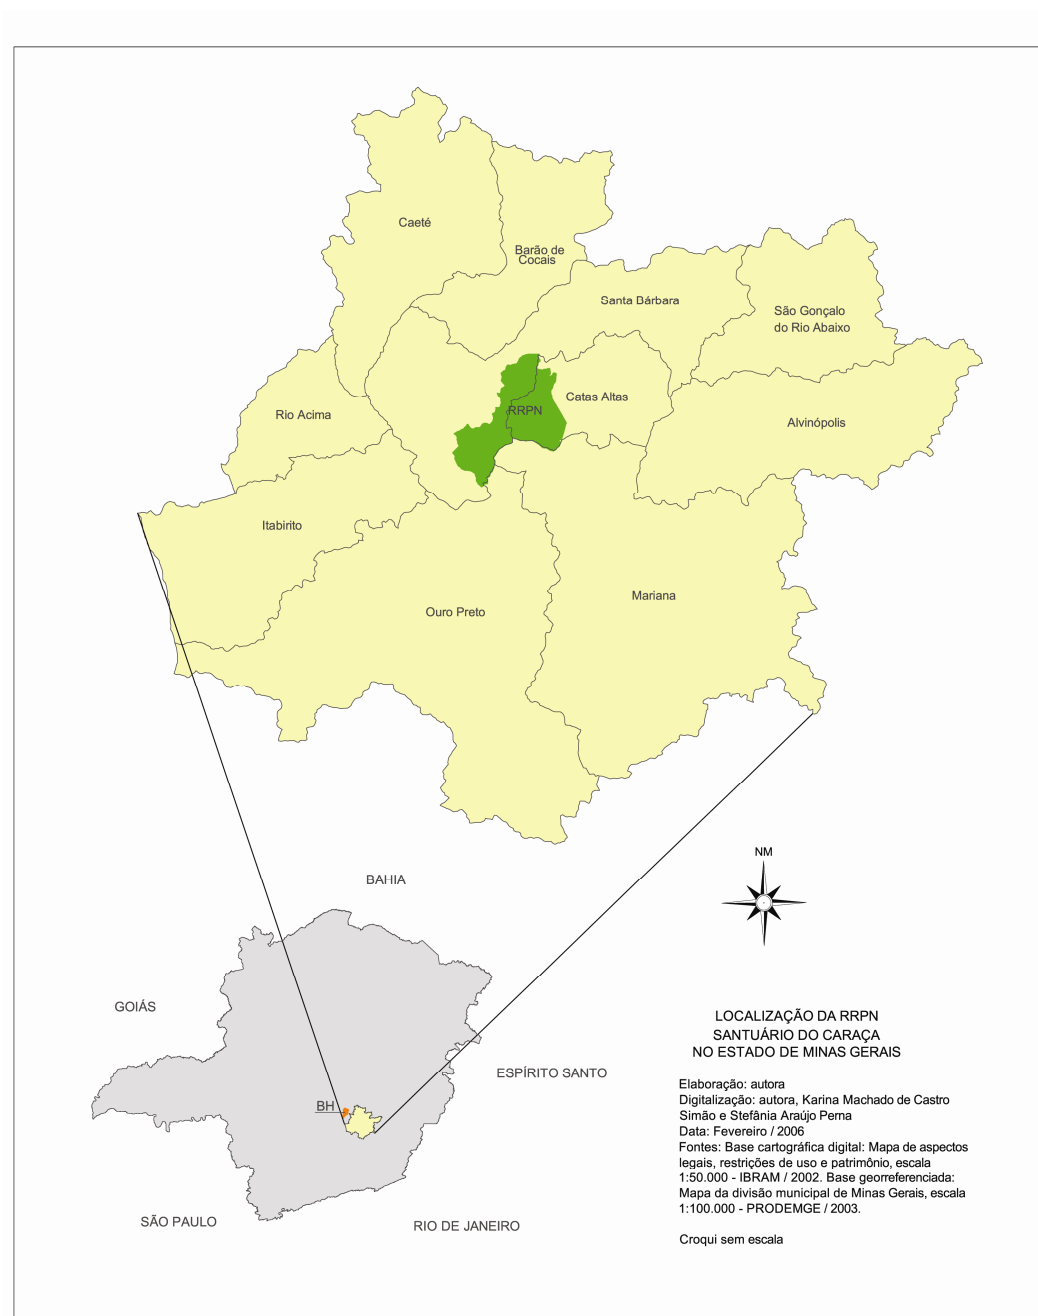 Caeté
Barão de
Cocais
Santa Bárbara
São Gonçalo
do Rio Abaixo
Catas Altas
RRPN
Rio Acima
Alvinópolis
Itabirito
Ouro Preto
Mariana
NM
BAHIA
GOIÁS
ESPÍRITO SANTO
BH
SÃO PAULO
RIO DE JANEIRO
LOCALIZAÇÃO DA RRPN
SANTUÁRIO DO CARAÇA
NO ESTADO DE MINAS GERAIS
Elaboração: autora
Digitalização: autora, Karina Machado de Castro
Simão e Stefânia Araújo Perna
Data: Fevereiro / 2006
Fontes: Base cartográfica digital: Mapa de aspectos
legais, restrições de uso e patrimônio, escala
1:50.000 - IBRAM / 2002. Base georreferenciada:
Mapa da divisão municipal de Minas Gerais, escala
1:100.000 - PRODEMGE / 2003.
Croqui sem escala